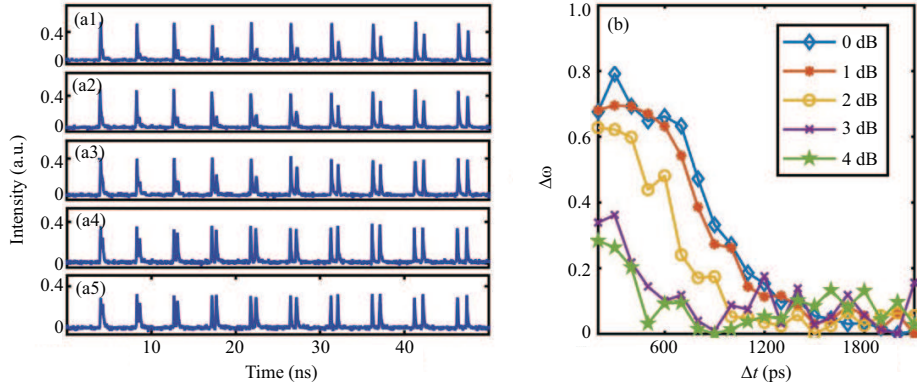 (a1)
0.4
0
(a2)
0.4
0
(a3)
0.4
0
(a4)
0.4
0
(a5)
0.4
0
10
20
30
40
Time (ns)
Intensity (a.u.)
(b)
0 dB
1 dB
2 dB
3 dB
4 dB
1.0
0.8
0.6
0.4
0.2
0
600
1200
1800
Δt (ps)
Δω